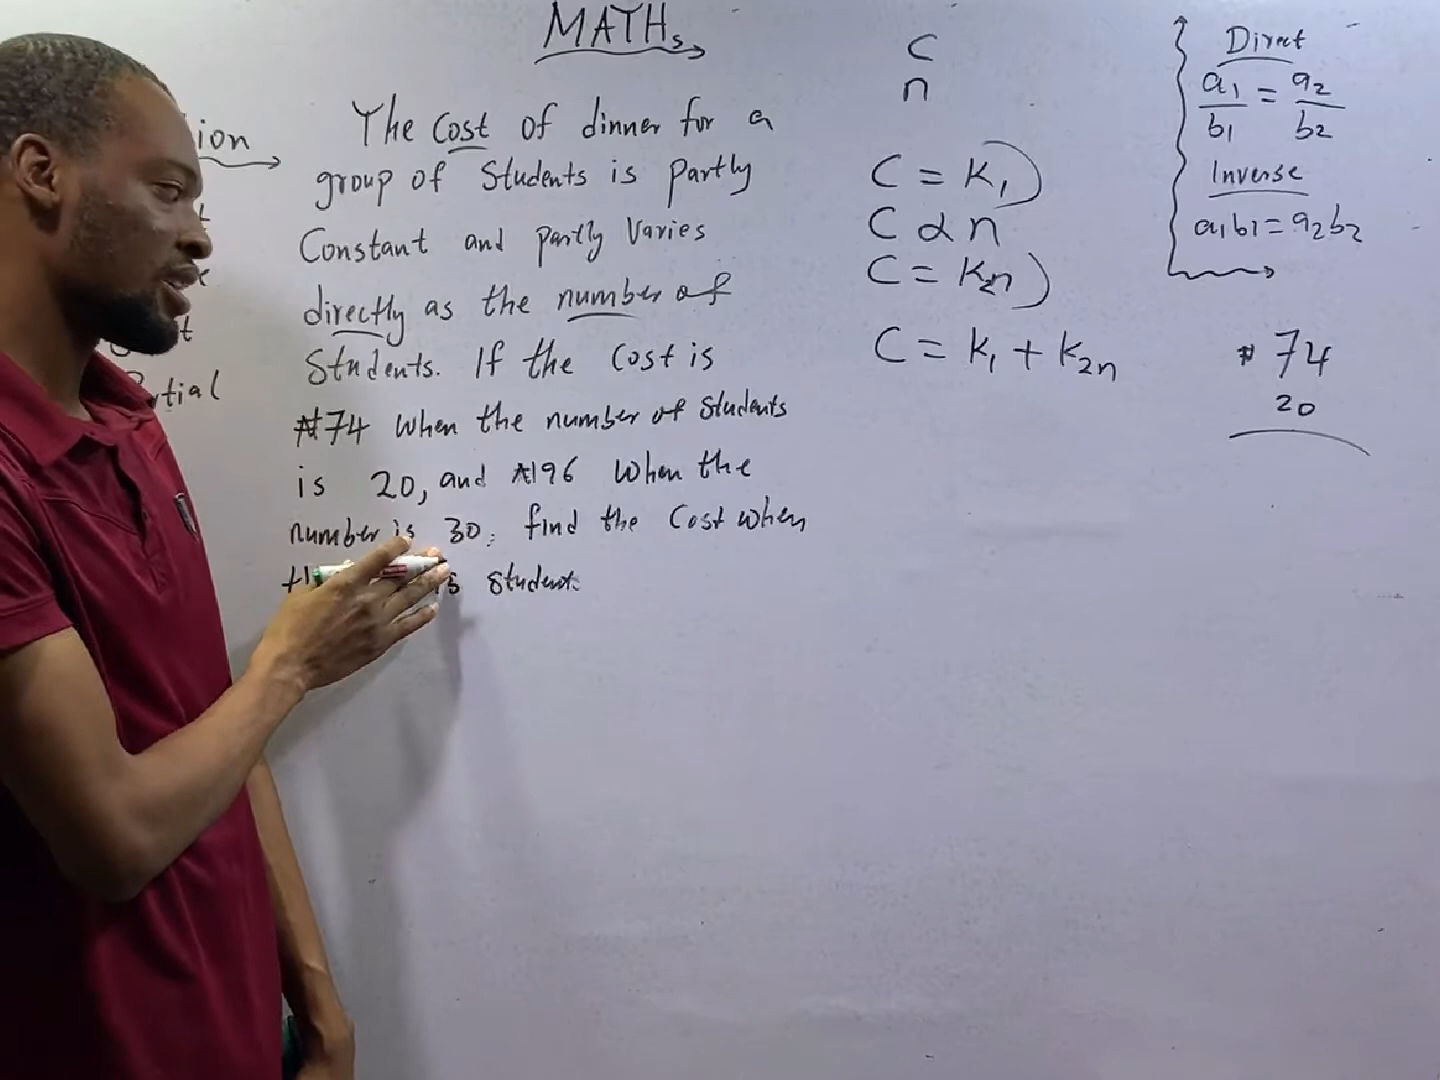 MATHs
ion
tial
The Cost of dinner for a
group of Students is Partly
Constant and partly Varies
directly as the number of
Students. If the Cost is
₦74 when the number of Students
is 20, and ₦196 when the
number is 30. find the Cost when
is Student.
C
n
C = K₁)
C α n
C = K₂n)
C = K₁ + K₂n
Direct
a₁/b₁ = a₂/b₂
Inverse
a₁b₁ = a₂b₂
₦ 74
20